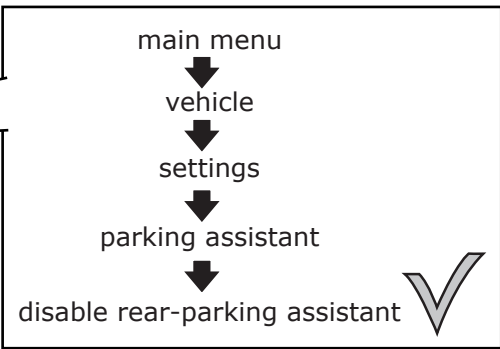 main menu
vehicle
settings
parking assistant
disable rear-parking assistant